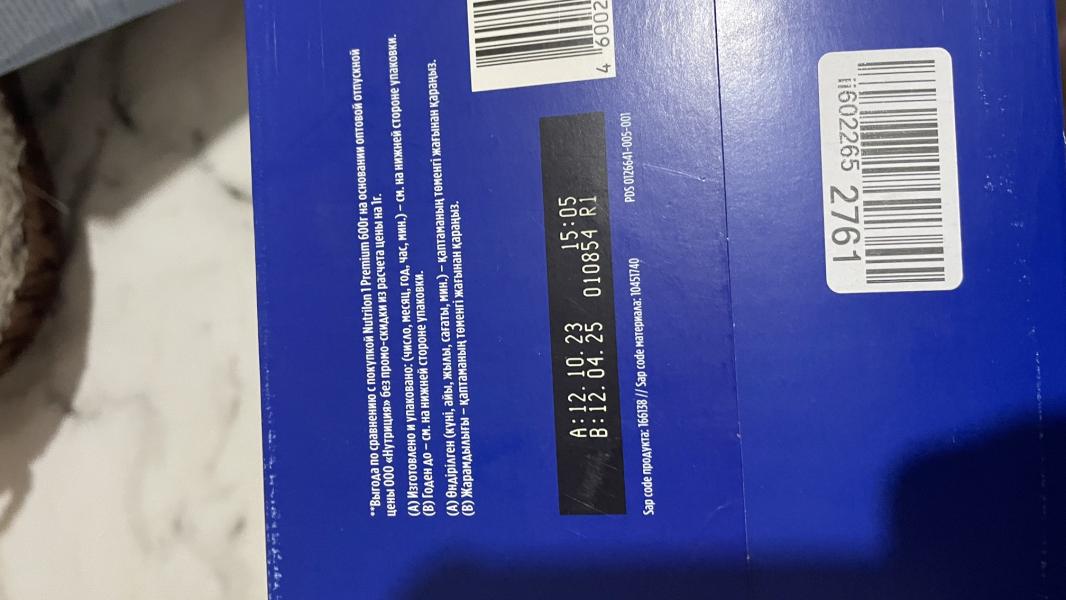 **Выгода по сравнению с покупкой Nutrilon 1 Premium 600г на основании оптовой отпускной
цены ООО «Нутриция» без промо-скидки из расчета цены на 1г.
(А) Изготовлено и упаковано: (число, месяц, год, час, мин.) – см. на нижней стороне упаковки.
(В) Годен до – см. на нижней стороне упаковки.
(А) Өндірілген (күні, айы, жылы, сағаты, мин.) – қаптаманың төменгі жағынан қараңыз.
(В) Жарамдылығы – қаптаманың төменгі жағынан қараңыз.
4 6002
A:12. 10. 23 15:05
B:12. 04. 25 010854 R1
Sap code продукта: 166138 // Sap code материала: 10451740
PDS 0126641-005-001
ii602265 2761